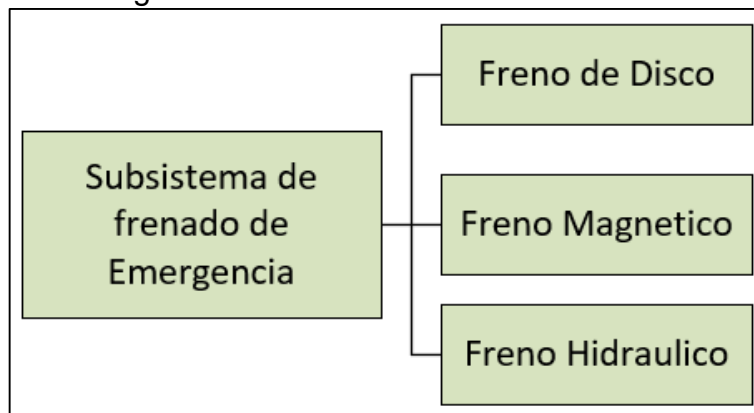 Subsistema de
frenado de
Emergencia
Freno de Disco
Freno Magnetico
Freno Hidraulico